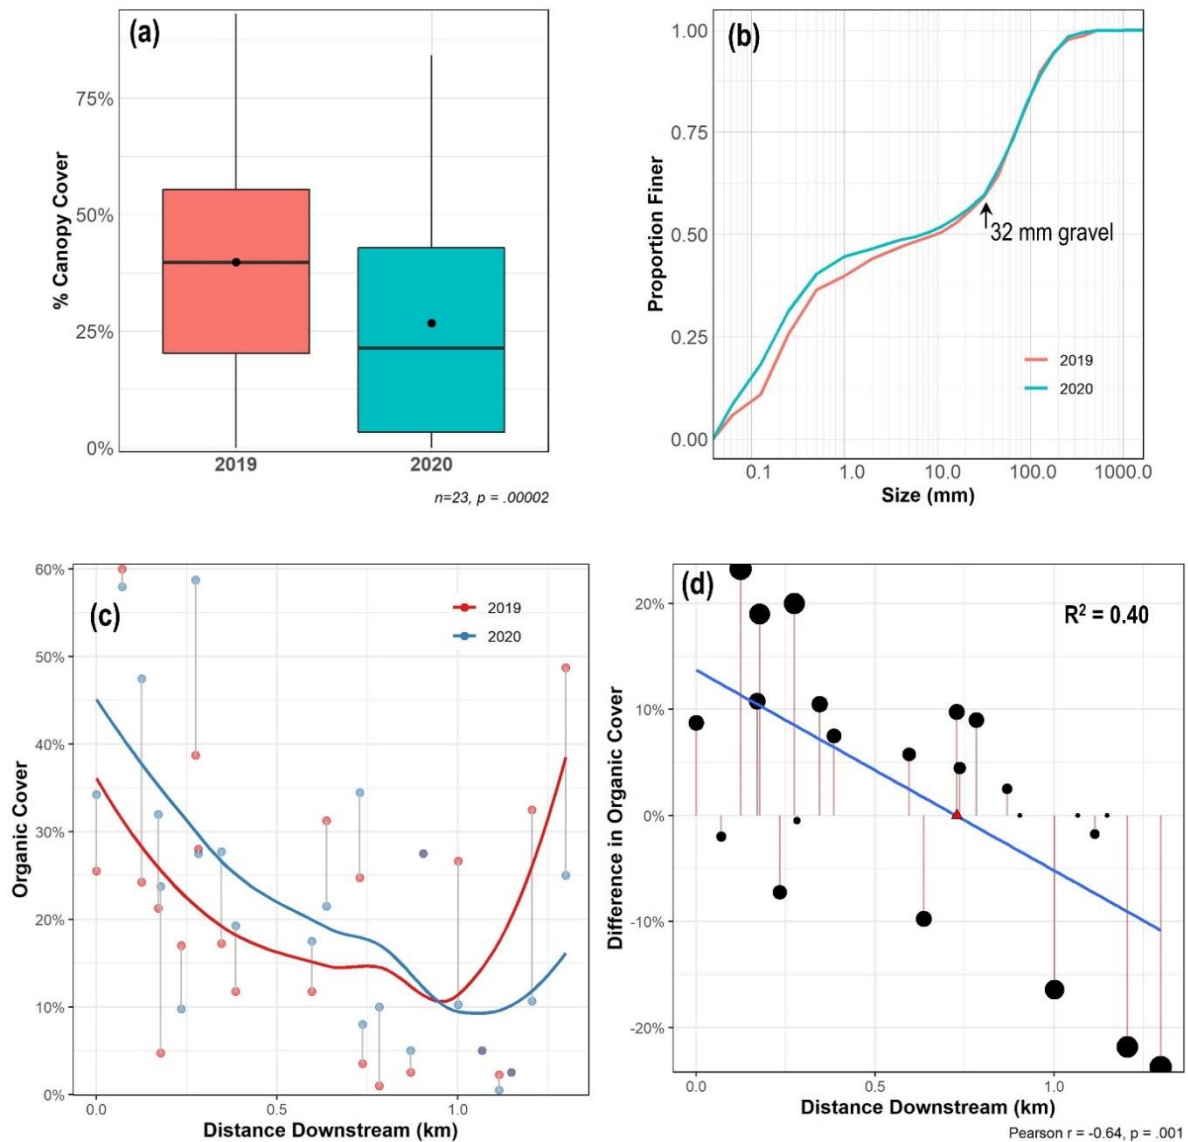 (a)
% Canopy Cover
75%
50%
25%
0%
2019
2020
n=23, p = .00002
(b)
Proportion Finer
1.00
0.75
0.50
0.25
0.00
32 mm gravel
2019
2020
0.1 1.0 10.0 100.0 1000.0
Size (mm)
(c)
Organic Cover
60%
50%
40%
30%
20%
10%
0%
2019
2020
0.0 0.5 1.0
Distance Downstream (km)
(d)
R² = 0.40
Difference in Organic Cover
20%
10%
0%
-10%
-20%
0.0 0.5 1.0
Distance Downstream (km)
Pearson r = -0.64, p = .001